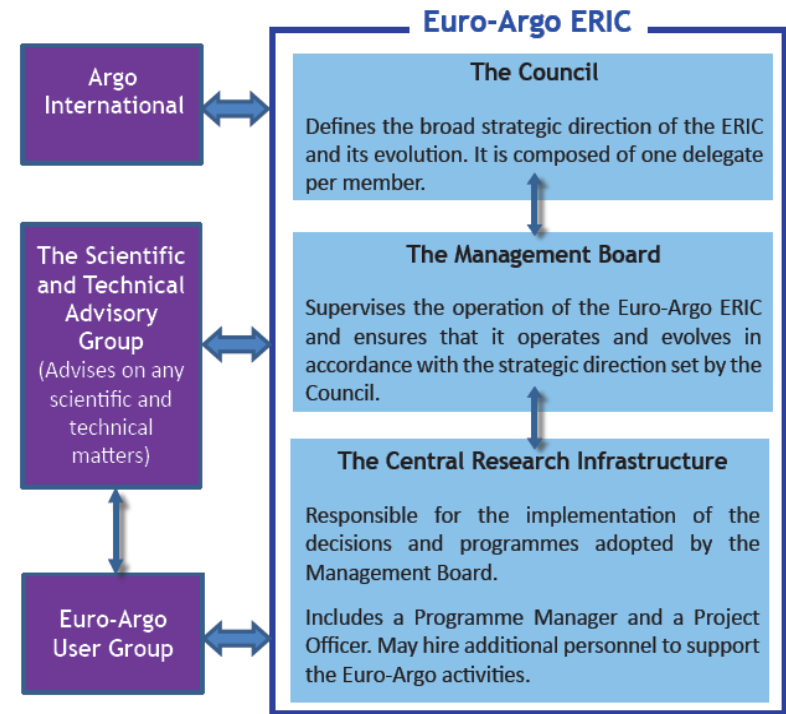 Euro-Argo ERIC
Argo
International
The Council
Defines the broad strategic direction of the ERIC
and its evolution. It is composed of one delegate
per member.
The Scientific
and Technical
Advisory
Group
(Advises on any
scientific and
technical
matters)
The Management Board
Supervises the operation of the Euro-Argo ERIC
and ensures that it operates and evolves in
accordance with the strategic direction set by the
Council.
The Central Research Infrastructure
Responsible for the implementation of the
decisions and programmes adopted by the
Management Board.
Includes a Programme Manager and a Project
Officer. May hire additional personnel to support
the Euro-Argo activities.
Euro-Argo
User Group